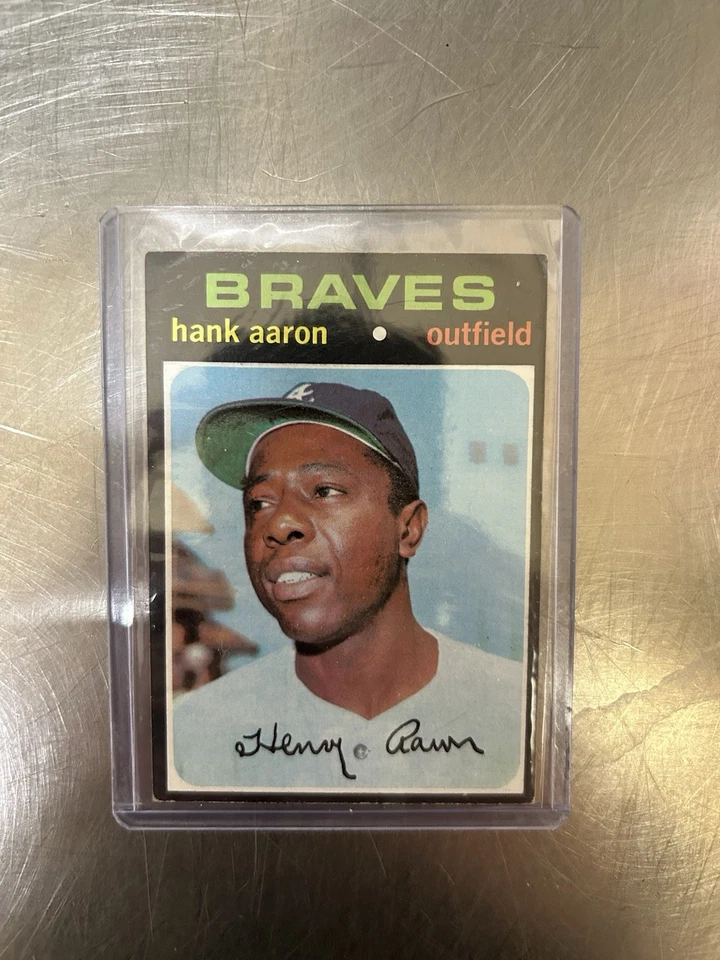 BRAVES
hank aaron • outfield
A
Henry Aaron